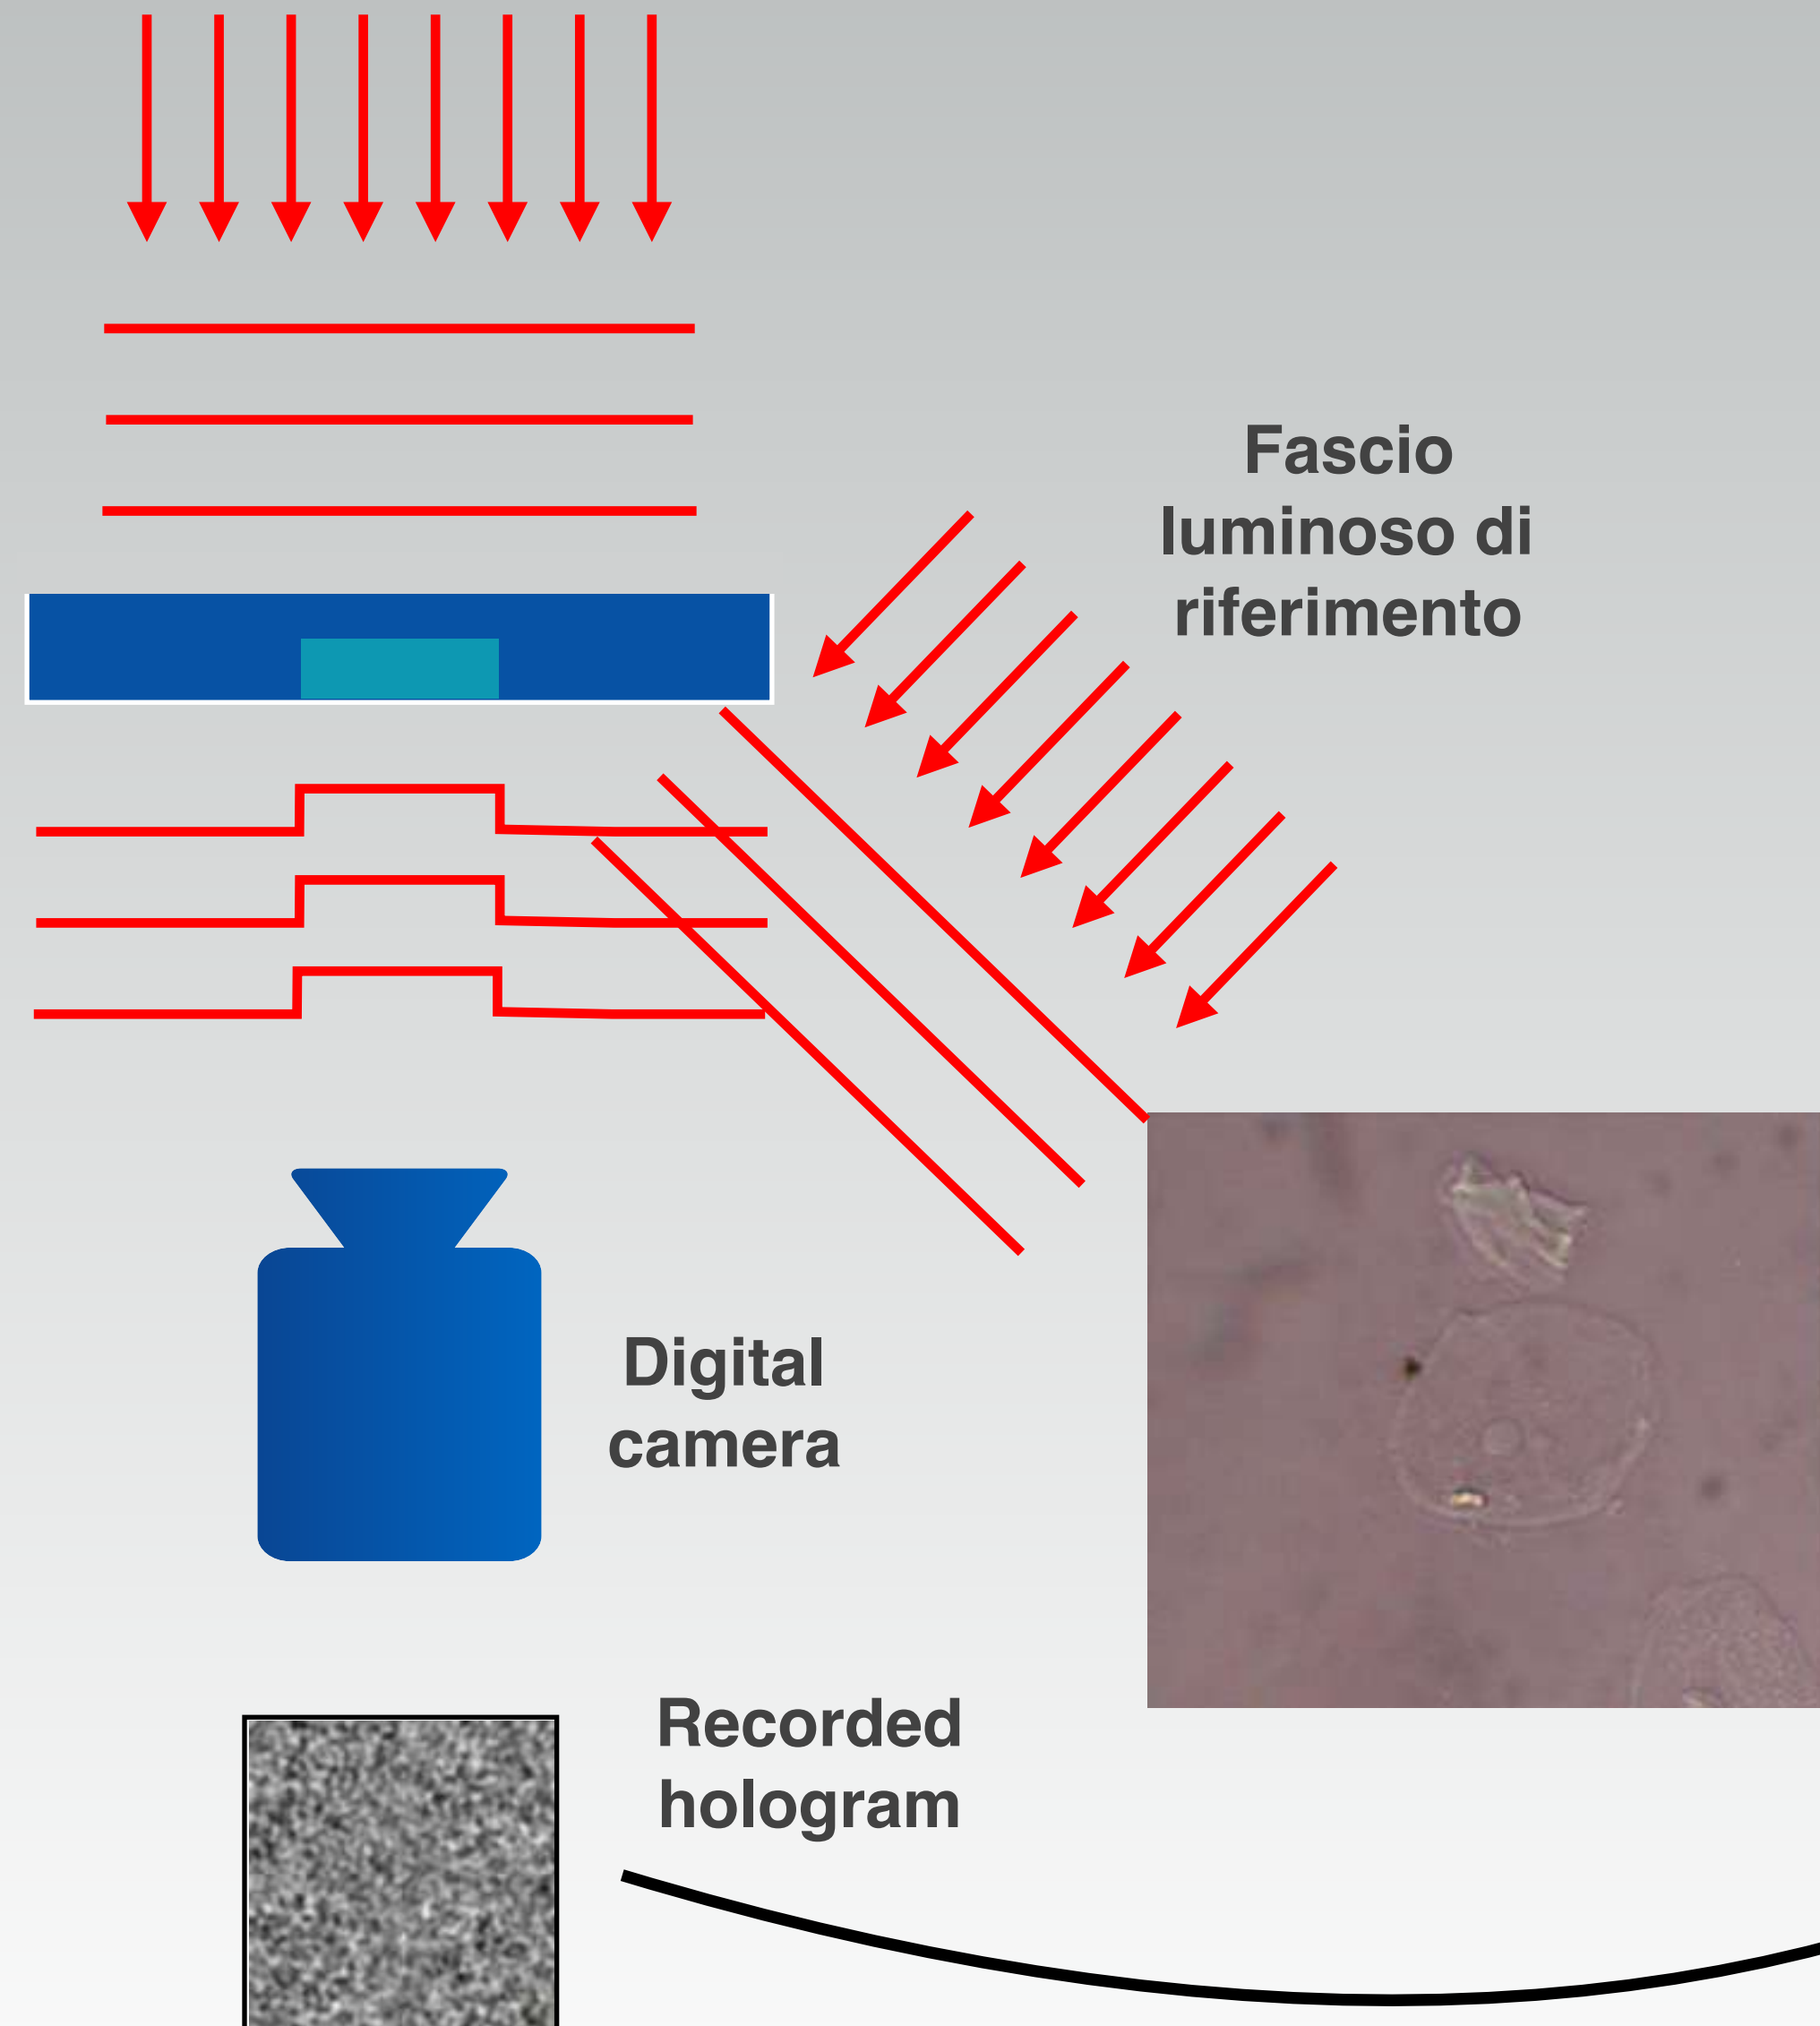 Fascio
luminoso di
riferimento
Digital
camera
Recorded
hologram